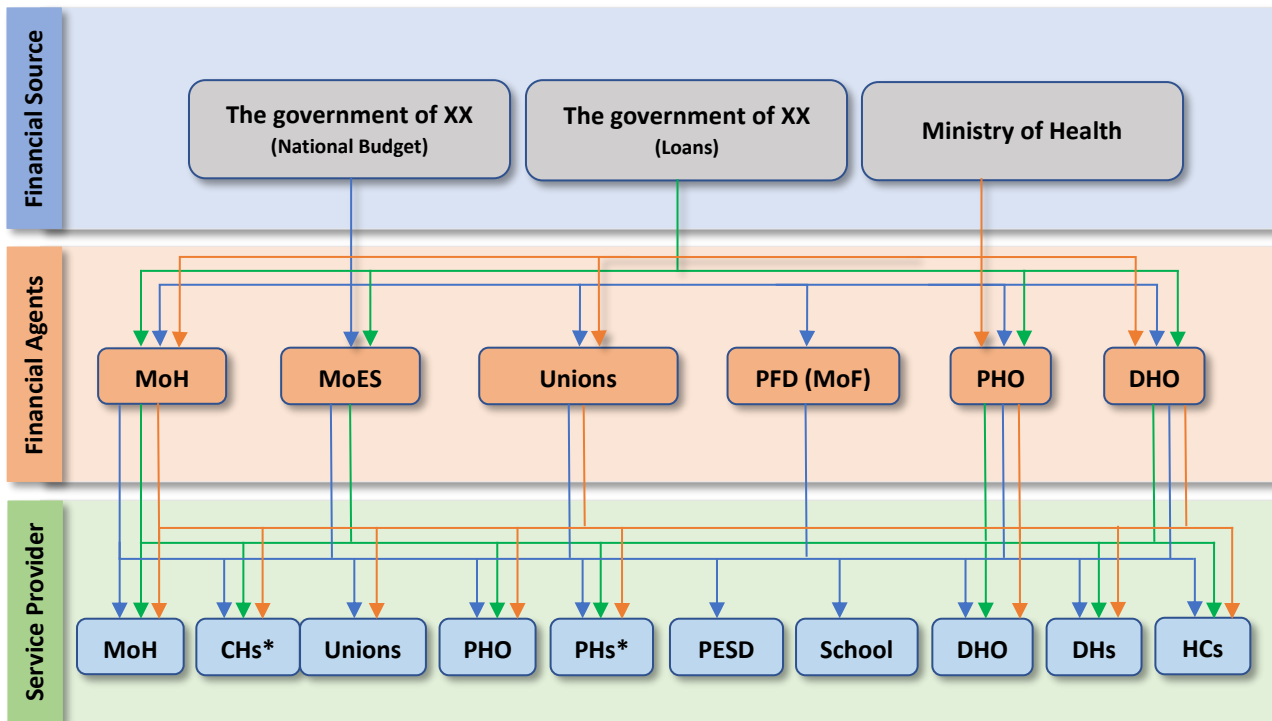 Financial Source
The government of XX
(National Budget)
The government of XX
(Loans)
Ministry of Health
Financial Agents
MoH
MoES
Unions
PFD (MoF)
PHO
DHO
Service Provider
MoH
CHs*
Unions
PHO
PHs*
PESD
School
DHO
DHs
HCs